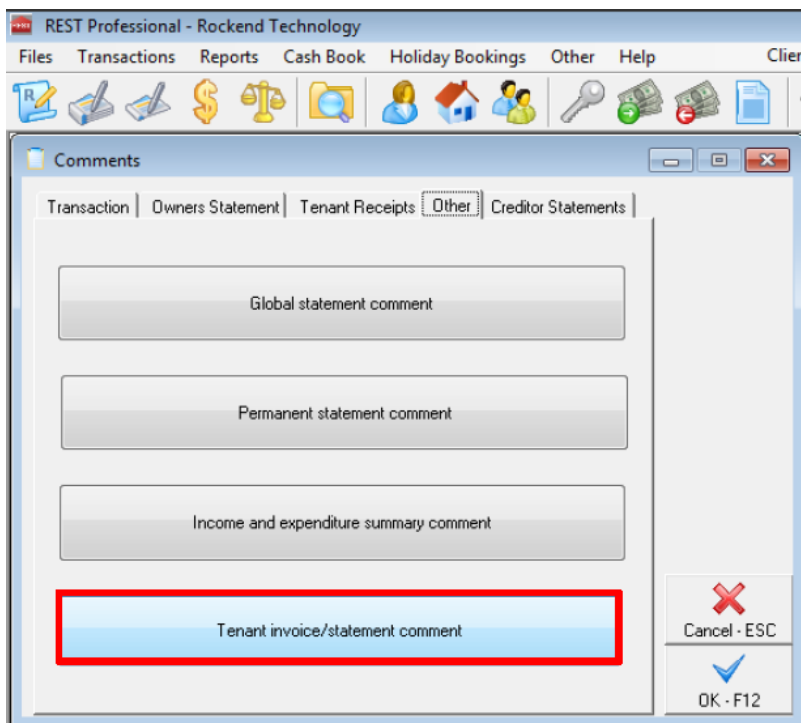 REST Professional - Rockend Technology
Files Transactions Reports Cash Book Holiday Bookings Other Help Clien
Comments
Transaction Owners Statement Tenant Receipts Other Creditor Statements
Global statement comment
Permanent statement comment
Income and expenditure summary comment
Tenant invoice/statement comment
Cancel - ESC
OK - F12